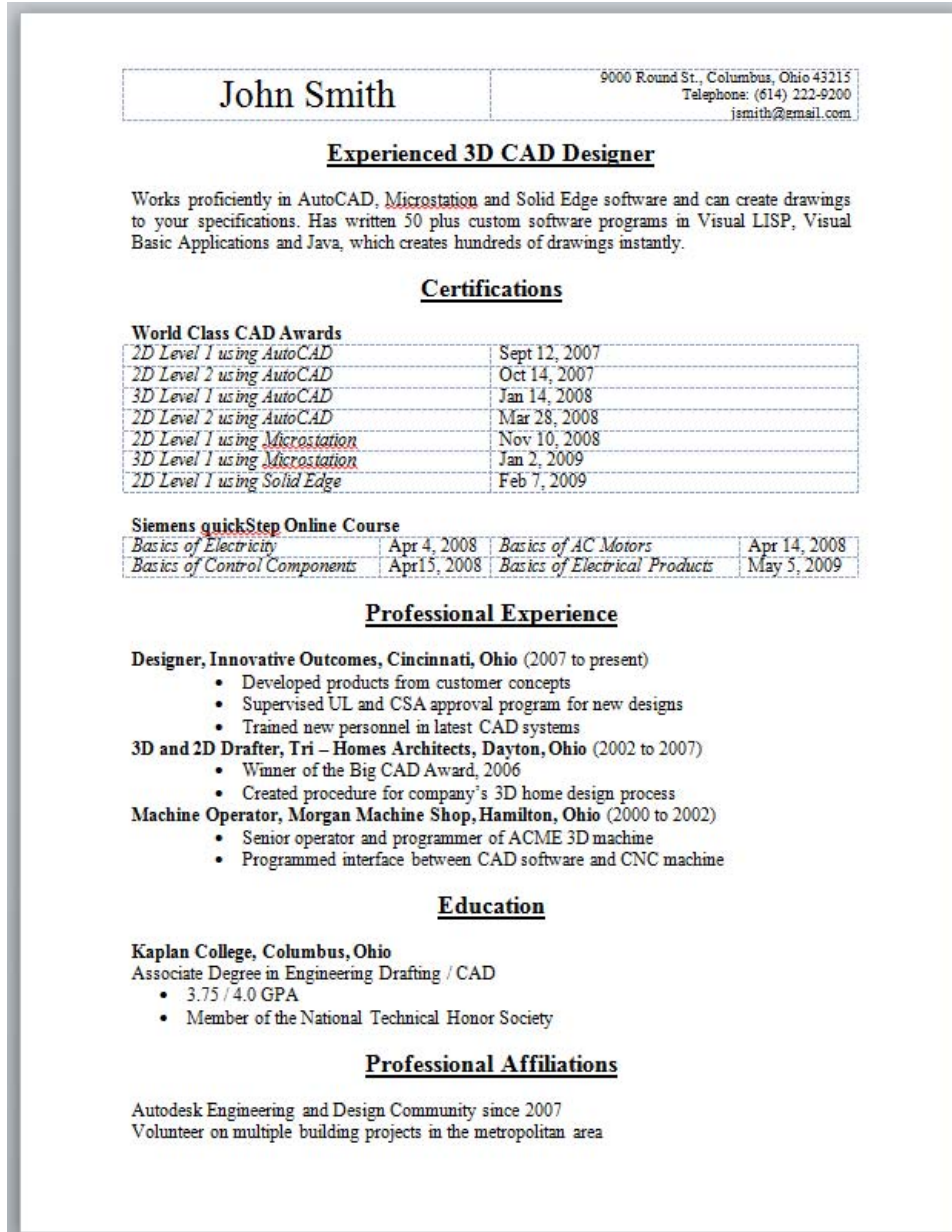 John Smith
9000 Round St., Columbus, Ohio 43215
Telephone: (614) 222-9200
jsmith@gmail.com
Experienced 3D CAD Designer
Works proficiently in AutoCAD, Microstation and Solid Edge software and can create drawings
to your specifications. Has written 50 plus custom software programs in Visual LISP, Visual
Basic Applications and Java, which creates hundreds of drawings instantly.
Certifications
World Class CAD Awards
2D Level 1 using AutoCAD Sept 12, 2007
2D Level 2 using AutoCAD Oct 14, 2007
3D Level 1 using AutoCAD Jan 14, 2008
2D Level 2 using AutoCAD Mar 28, 2008
2D Level 1 using Microstation Nov 10, 2008
3D Level 1 using Microstation Jan 2, 2009
2D Level 1 using Solid Edge Feb 7, 2009
Siemens quickStep Online Course
Basics of Electricity Apr 4, 2008 Basics of AC Motors Apr 14, 2008
Basics of Control Components Apr15, 2008 Basics of Electrical Products May 5, 2009
Professional Experience
Designer, Innovative Outcomes, Cincinnati, Ohio (2007 to present)
• Developed products from customer concepts
• Supervised UL and CSA approval program for new designs
• Trained new personnel in latest CAD systems
3D and 2D Drafter, Tri – Homes Architects, Dayton, Ohio (2002 to 2007)
• Winner of the Big CAD Award, 2006
• Created procedure for company's 3D home design process
Machine Operator, Morgan Machine Shop, Hamilton, Ohio (2000 to 2002)
• Senior operator and programmer of ACME 3D machine
• Programmed interface between CAD software and CNC machine
Education
Kaplan College, Columbus, Ohio
Associate Degree in Engineering Drafting / CAD
• 3.75 / 4.0 GPA
• Member of the National Technical Honor Society
Professional Affiliations
Autodesk Engineering and Design Community since 2007
Volunteer on multiple building projects in the metropolitan area